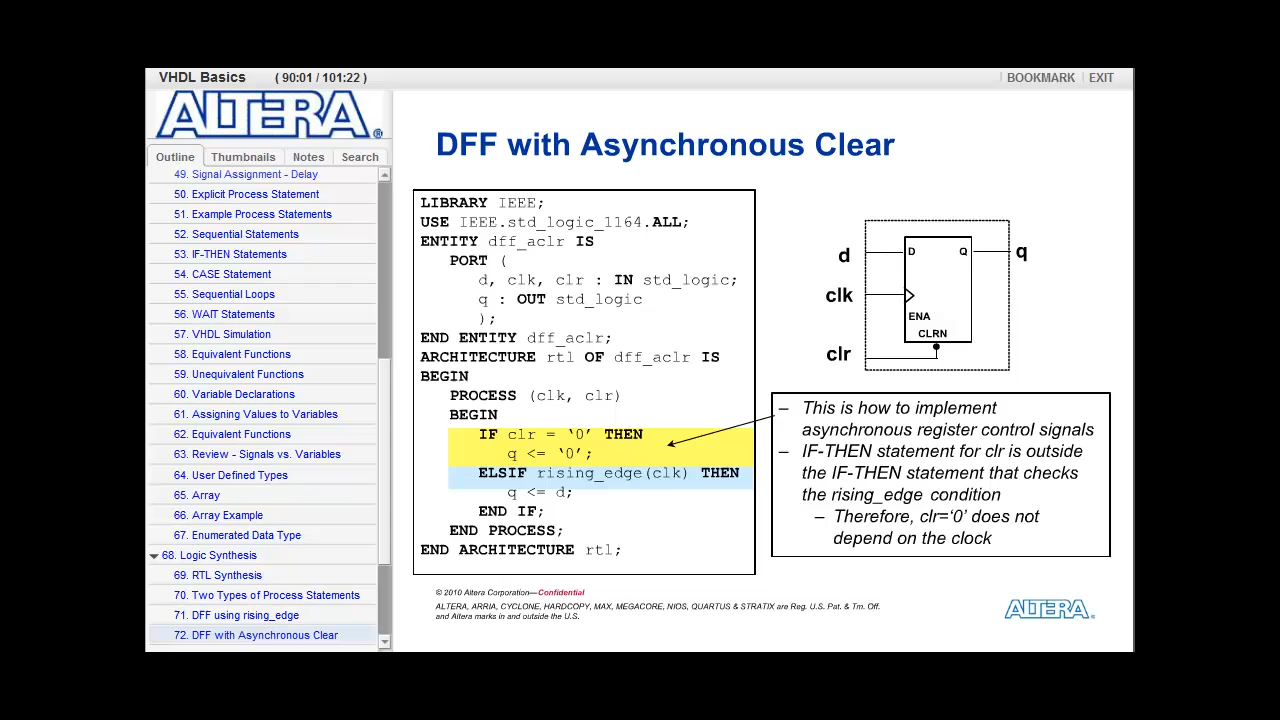 VHDL Basics ( 90:01 / 101:22 )
BOOKMARK EXIT
ALTERA®
Outline Thumbnails Notes Search
49. Signal Assignment - Delay
50. Explicit Process Statement
51. Example Process Statements
52. Sequential Statements
53. IF-THEN Statements
54. CASE Statement
55. Sequential Loops
56. WAIT Statements
57. VHDL Simulation
58. Equivalent Functions
59. Unequivalent Functions
60. Variable Declarations
61. Assigning Values to Variables
62. Equivalent Functions
63. Review - Signals vs. Variables
64. User Defined Types
65. Array
66. Array Example
67. Enumerated Data Type
68. Logic Synthesis
69. RTL Synthesis
70. Two Types of Process Statements
71. DFF using rising_edge
72. DFF with Asynchronous Clear
DFF with Asynchronous Clear
LIBRARY IEEE;
USE IEEE.std_logic_1164.ALL;
ENTITY dff_aclr IS
PORT (
d, clk, clr : IN std_logic;
q : OUT std_logic
);
END ENTITY dff_aclr;
ARCHITECTURE rtl OF dff_aclr IS
BEGIN
PROCESS (clk, clr)
BEGIN
IF clr = ‘0’ THEN
q <= ‘0’;
ELSIF rising_edge(clk) THEN
q <= d;
END IF;
END PROCESS;
END ARCHITECTURE rtl;
d D Q q
clk
ENA
CLRN
clr
– This is how to implement
asynchronous register control signals
– IF-THEN statement for clr is outside
the IF-THEN statement that checks
the rising_edge condition
– Therefore, clr=‘0’ does not
depend on the clock
© 2010 Altera Corporation—Confidential
ALTERA, ARRIA, CYCLONE, HARDCOPY, MAX, MEGACORE, NIOS, QUARTUS & STRATIX are Reg. U.S. Pat. & Tm. Off.
and Altera marks in and outside the U.S.
ALTERA®